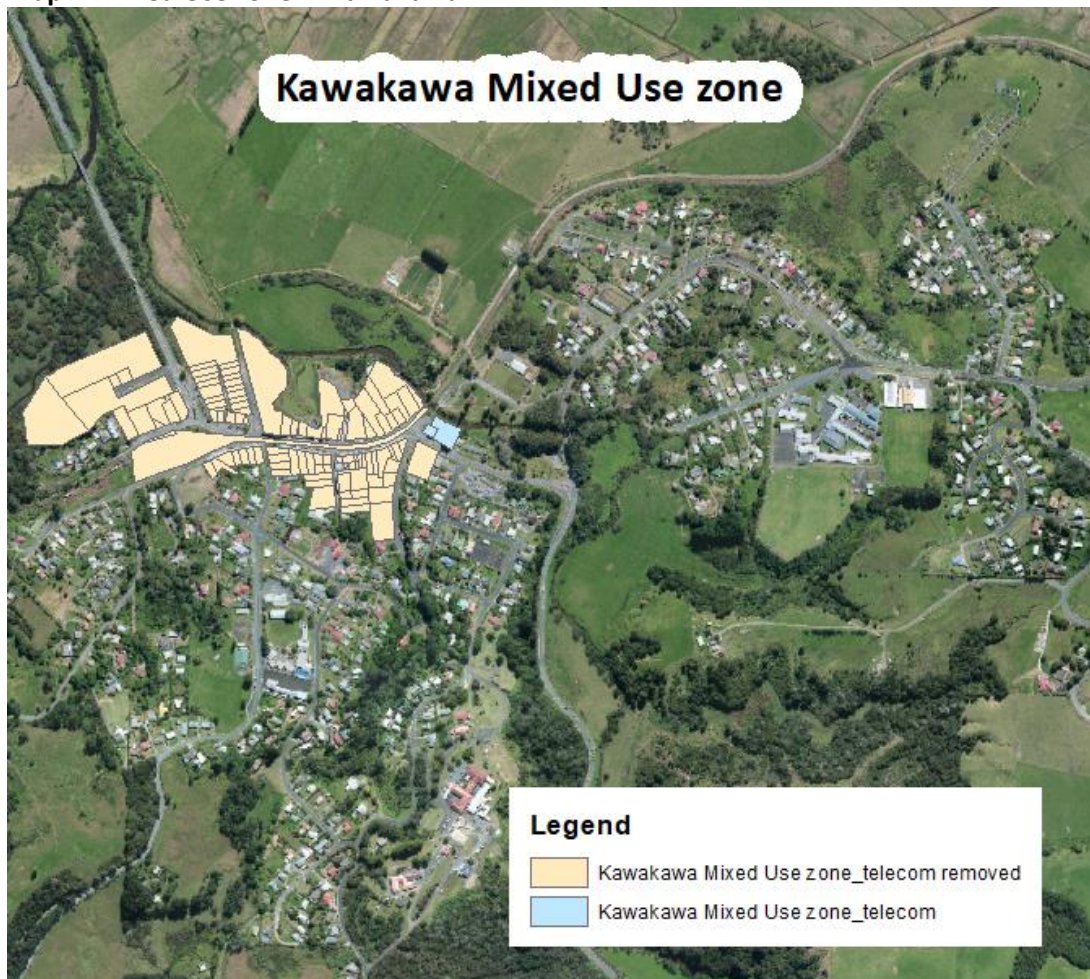 Kawakawa Mixed Use zone
Legend
Kawakawa Mixed Use zone_telecom removed
Kawakawa Mixed Use zone_telecom